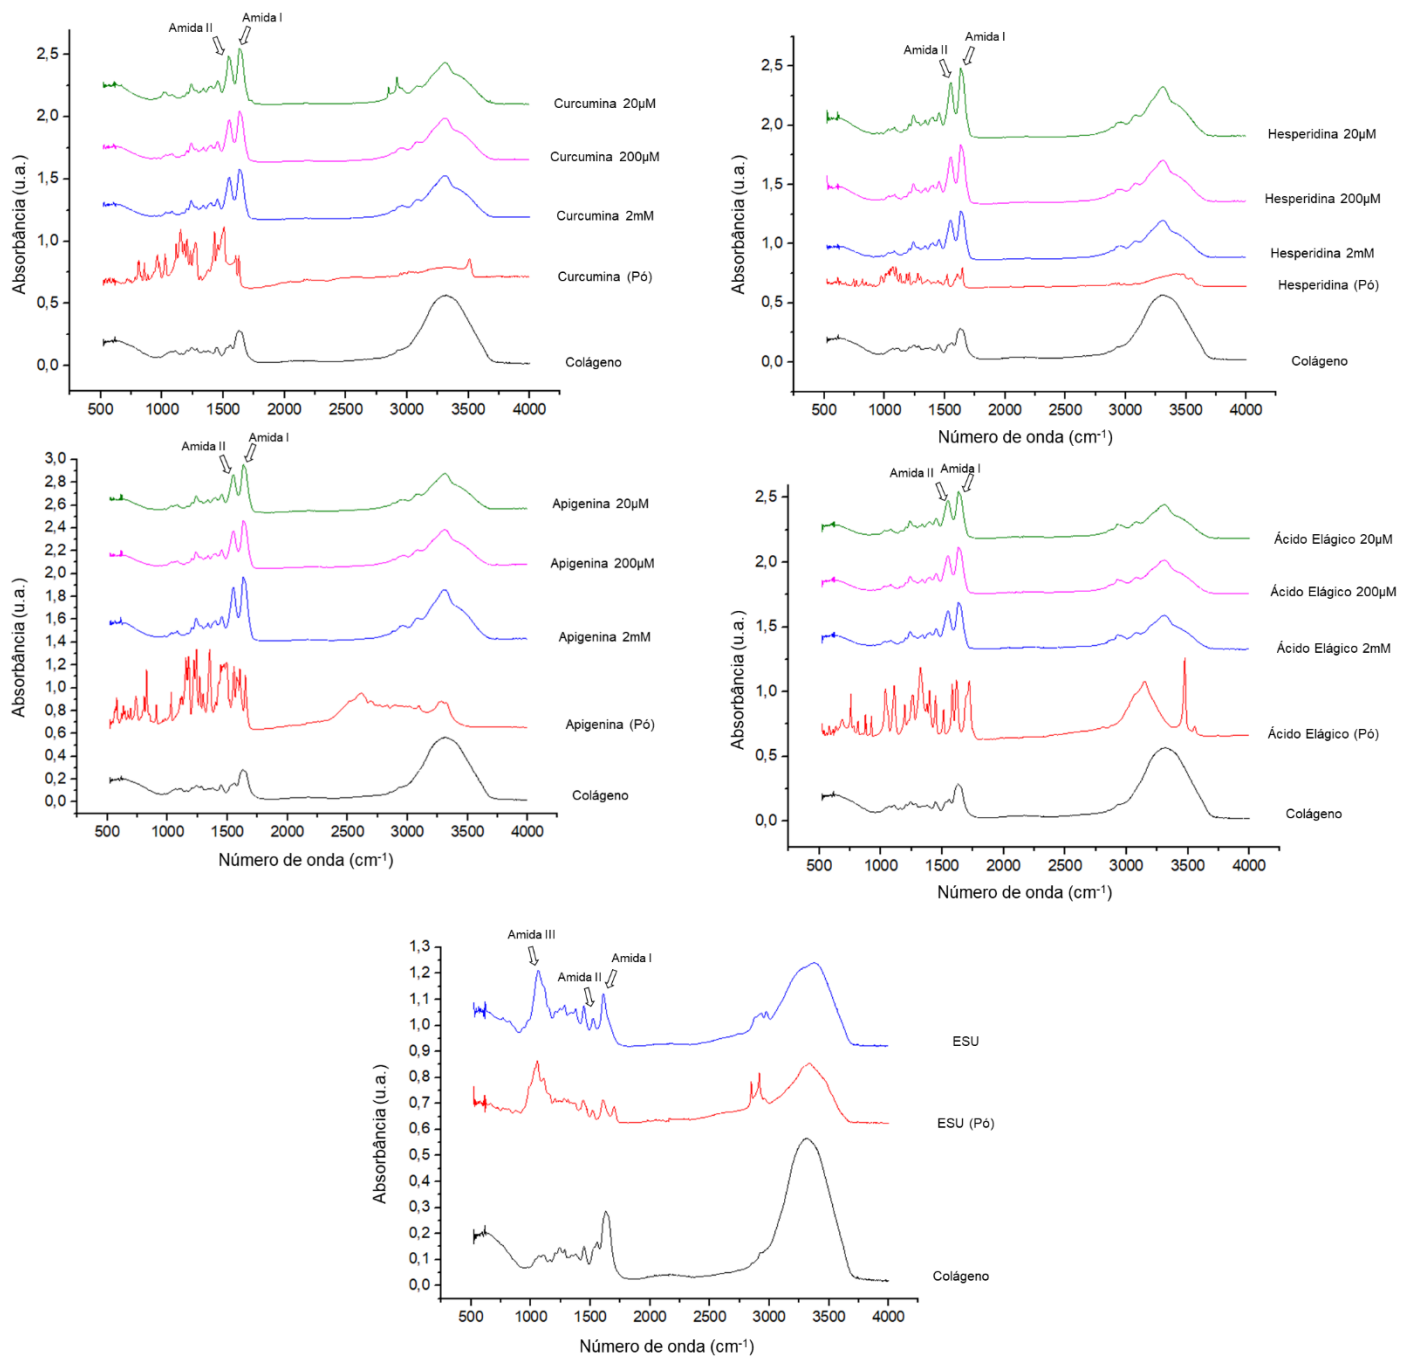 Amida II
Amida I
2,5
2,0
1,5
1,0
0,5
0,0
Absorbância (u.a.)
Curcumina 20µM
Curcumina 200µM
Curcumina 2mM
Curcumina (Pó)
Colágeno
500 1000 1500 2000 2500 3000 3500 4000
Número de onda (cm⁻¹)
Amida II
Amida I
2,5
2,0
1,5
1,0
0,5
0,0
Absorbância (u.a.)
Hesperidina 20µM
Hesperidina 200µM
Hesperidina 2mM
Hesperidina (Pó)
Colágeno
500 1000 1500 2000 2500 3000 3500 4000
Número de onda (cm⁻¹)
Amida II
Amida I
3,0
2,8
2,6
2,4
2,2
2,0
1,8
1,6
1,4
1,2
1,0
0,8
0,6
0,4
0,2
0,0
Absorbância (u.a.)
Apigenina 20µM
Apigenina 200µM
Apigenina 2mM
Apigenina (Pó)
Colágeno
500 1000 1500 2000 2500 3000 3500 4000
Número de onda (cm⁻¹)
Amida II
Amida I
2,5
2,0
1,5
1,0
0,5
0,0
Absorbância (u.a.)
Ácido Elágico 20µM
Ácido Elágico 200µM
Ácido Elágico 2mM
Ácido Elágico (Pó)
Colágeno
500 1000 1500 2000 2500 3000 3500 4000
Número de onda (cm⁻¹)
Amida III
Amida II
Amida I
1,3
1,2
1,1
1,0
0,9
0,8
0,7
0,6
0,5
0,4
0,3
0,2
0,1
0,0
Absorbância (u.a.)
ESU
ESU (Pó)
Colágeno
500 1000 1500 2000 2500 3000 3500 4000
Número de onda (cm⁻¹)